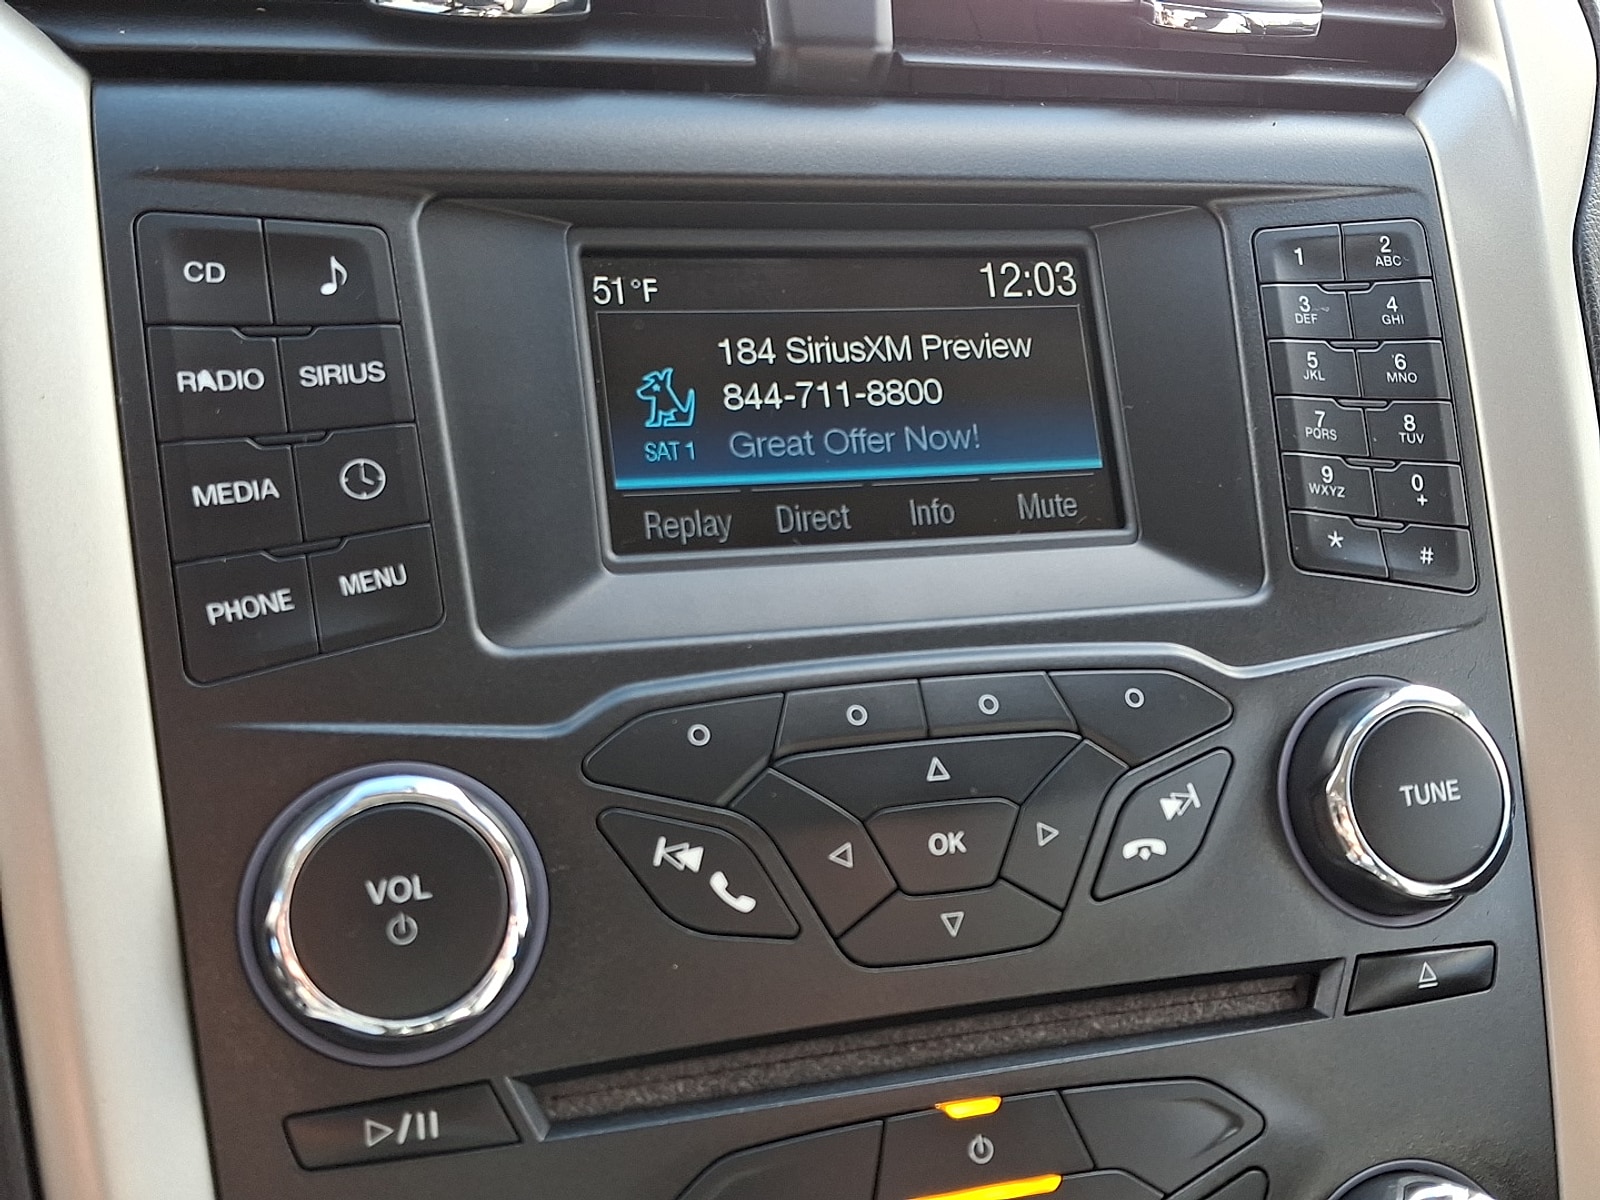 51°F 12:03
184 SiriusXM Preview
844-711-8800
SAT 1 Great Offer Now!
Replay Direct Info Mute
CD
RADIO SIRIUS
MEDIA
PHONE MENU
1 2 ABC
3 DEF 4 GHI
5 JKL 6 MNO
7 PQRS 8 TUV
9 WXYZ 0 +
* #
VOL
OK
TUNE